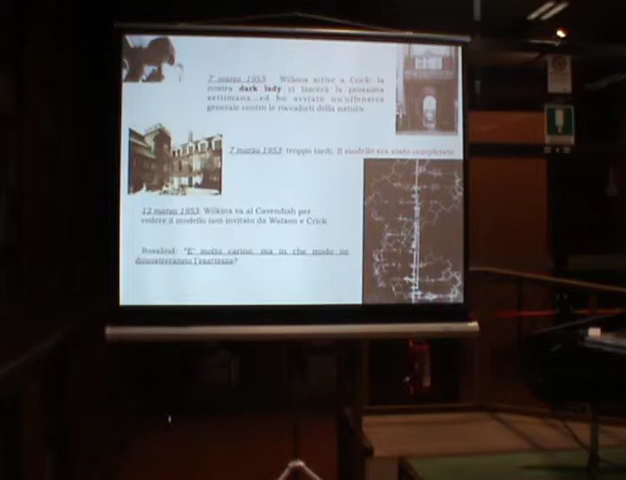 7 marzo 1953 Wilkins scrive a Crick: la
nostra dark lady ci lascerà la prossima
settimana...ed ho avviato un'offensiva
generale contro le roccaforti della natura
7 marzo 1953: troppo tardi. Il modello era stato completato
12 marzo 1953: Wilkins va al Cavendish per
vedere il modello non invitato da Watson e Crick
Rosalind: "E' molto carino, ma in che modo ne
dimostreranno l'esattezza?